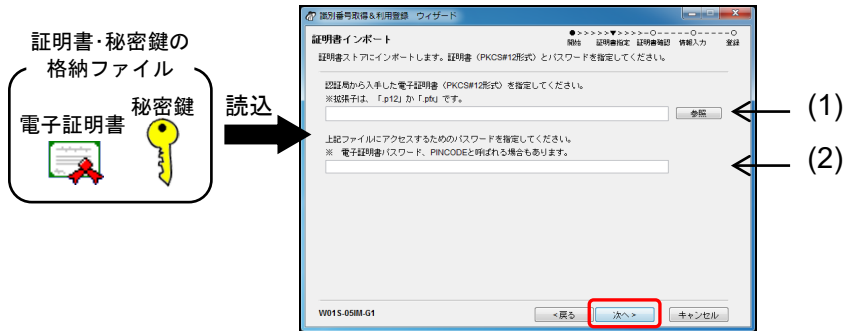 証明書・秘密鍵の
格納ファイル
電子証明書
秘密鍵
読込
識別番号取得＆利用登録 ウィザード
証明書インポート
●>>>>>▼>>>>-○-----○-----○
開始 証明書指定 証明書確認 情報入力 登録
証明書ストアにインポートします。証明書（PKCS#12形式）とパスワードを指定してください。
認証局から入手した電子証明書（PKCS#12形式）を指定してください。
※拡張子は、「.p12」か「.pfx」です。
参照
(1)
上記ファイルにアクセスするためのパスワードを指定してください。
※ 電子証明書パスワード、PINCODEと呼ばれる場合もあります。
(2)
W01S-05IM-G1
<戻る
次へ>
キャンセル